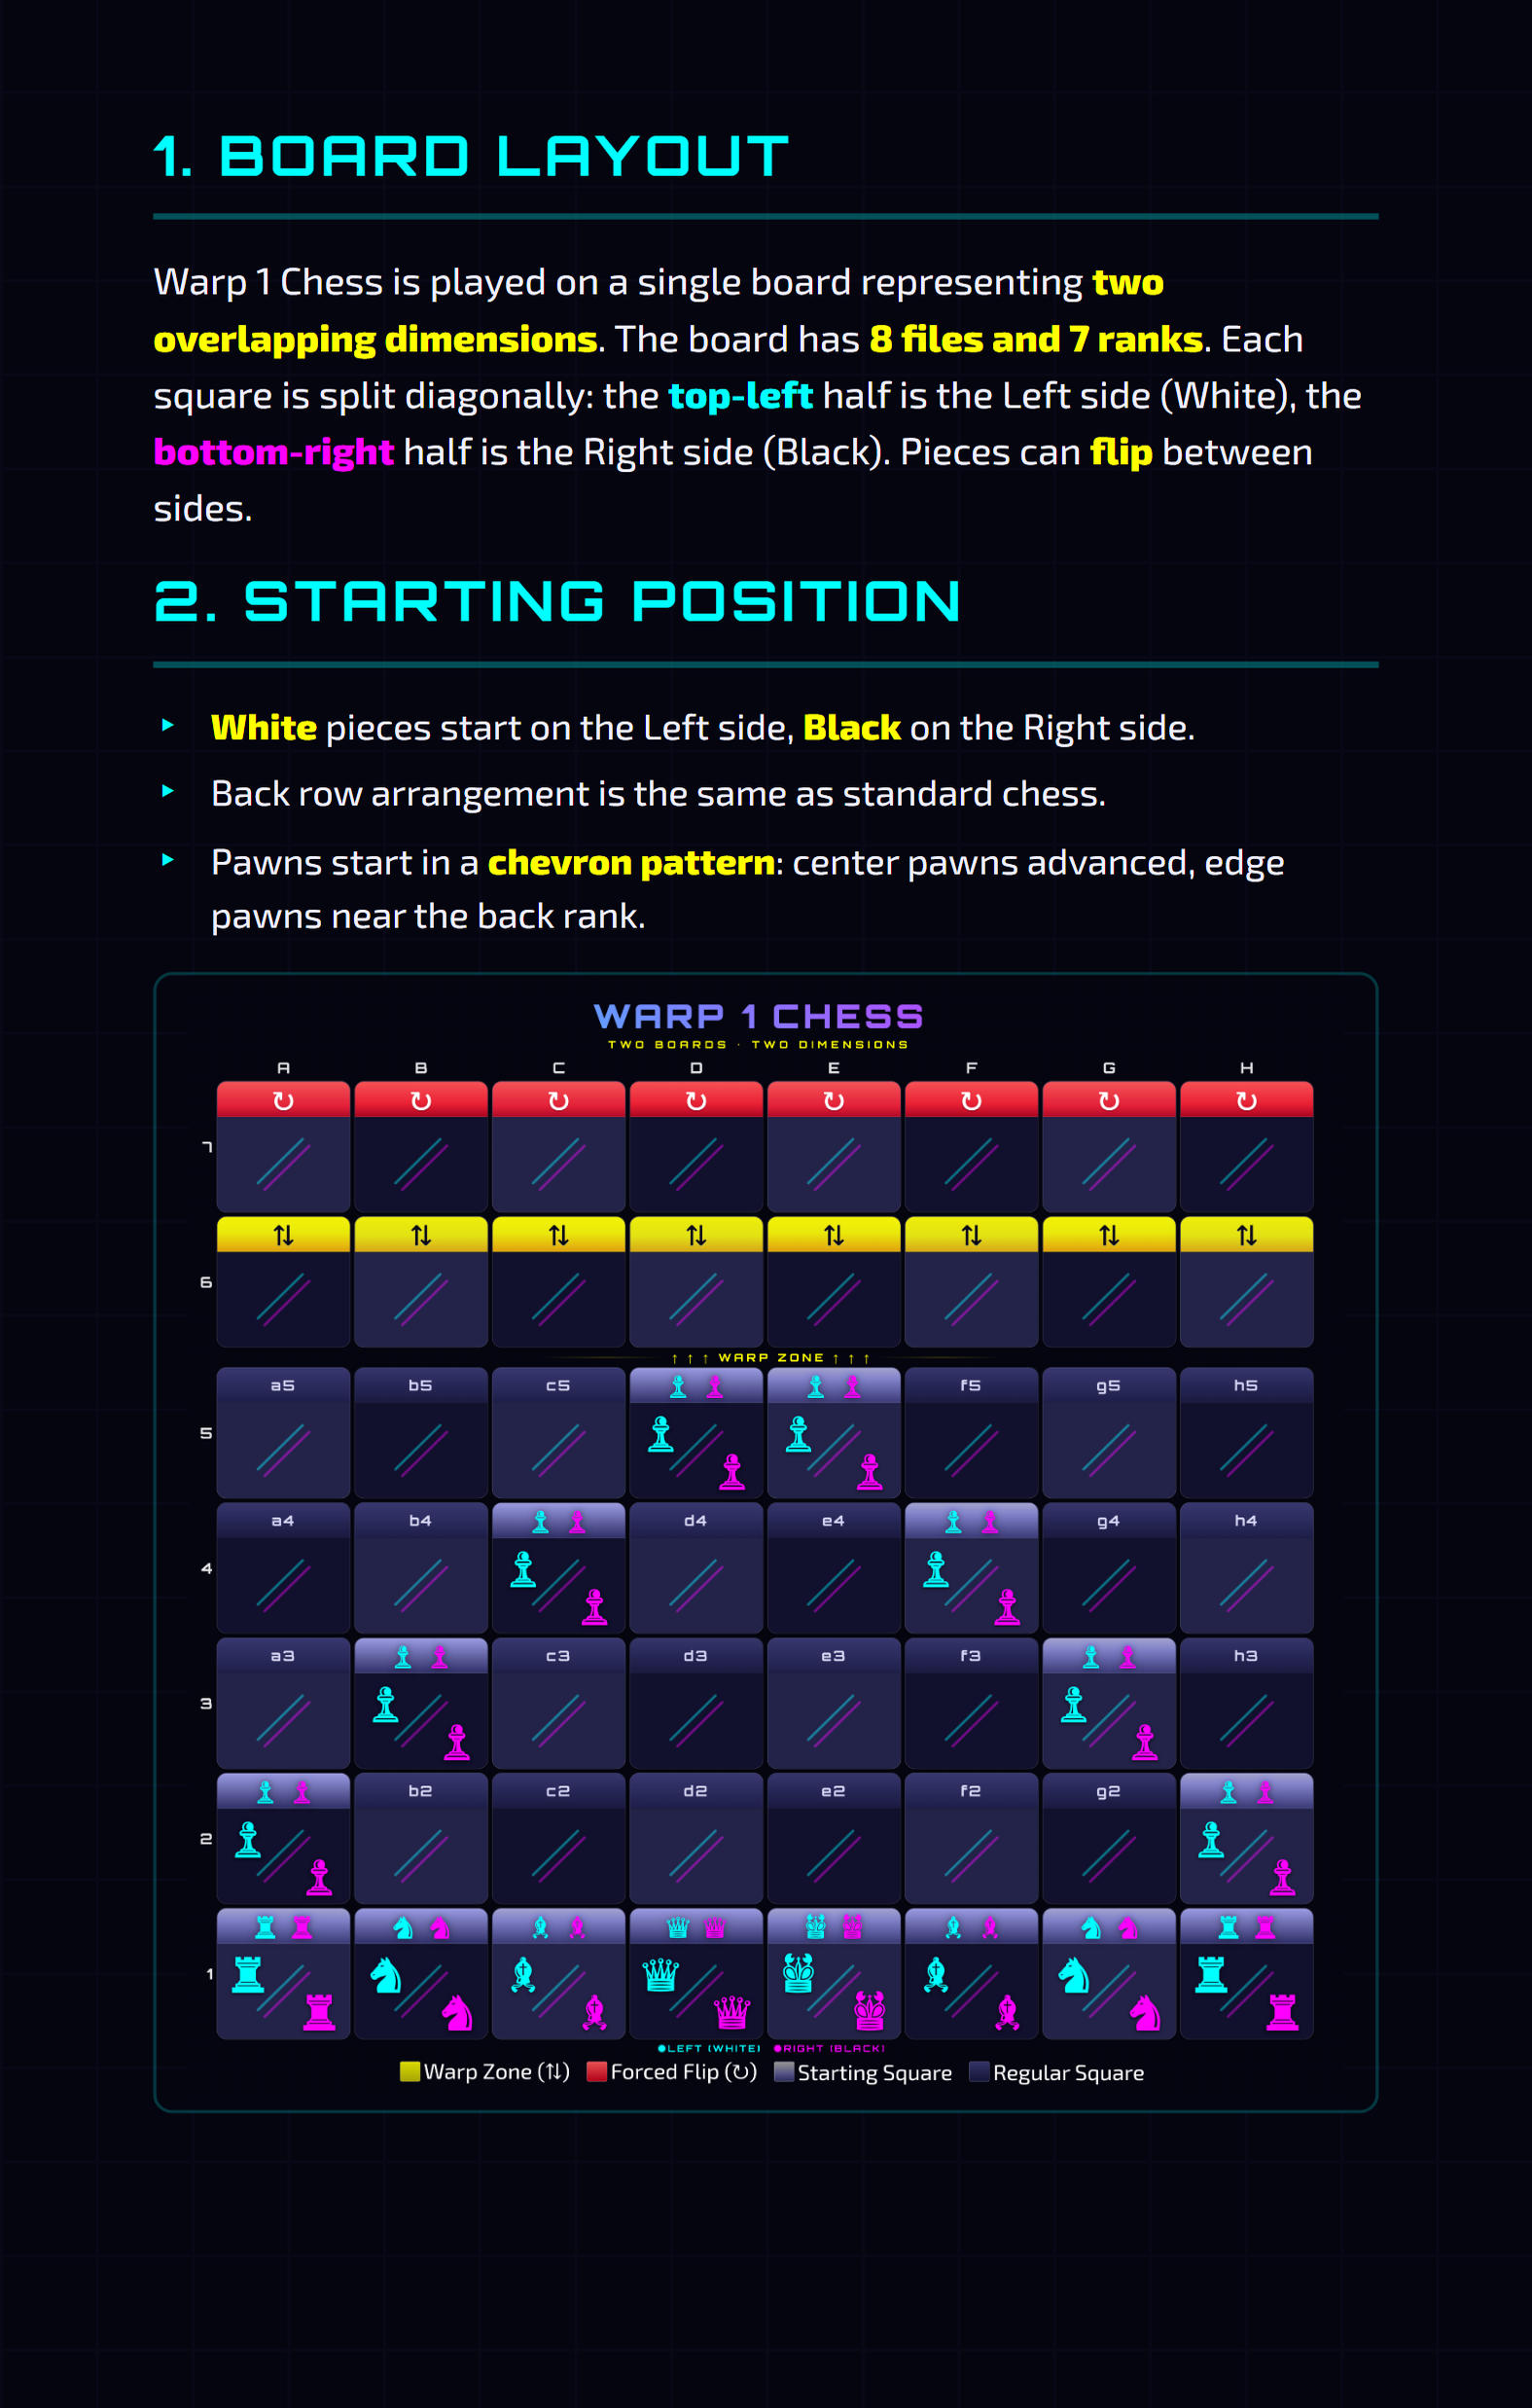 1. BOARD LAYOUT
Warp 1 Chess is played on a single board representing two
overlapping dimensions. The board has 8 files and 7 ranks. Each
square is split diagonally: the top-left half is the Left side (White), the
bottom-right half is the Right side (Black). Pieces can flip between
sides.
2. STARTING POSITION
▸ White pieces start on the Left side, Black on the Right side.
▸ Back row arrangement is the same as standard chess.
▸ Pawns start in a chevron pattern: center pawns advanced, edge
pawns near the back rank.
WARP 1 CHESS
TWO BOARDS · TWO DIMENSIONS
A B C D E F G H
↻ ↻ ↻ ↻ ↻ ↻ ↻ ↻
7
⇅ ⇅ ⇅ ⇅ ⇅ ⇅ ⇅ ⇅
6
↑ ↑ ↑ WARP ZONE ↑ ↑ ↑
a5 b5 c5 f5 g5 h5
5
a4 b4 d4 e4 g4 h4
4
a3 c3 d3 e3 f3 h3
3
b2 c2 d2 e2 f2 g2
2
1
●LEFT (WHITE) ●RIGHT (BLACK)
Warp Zone (⇅) Forced Flip (↻) Starting Square Regular Square